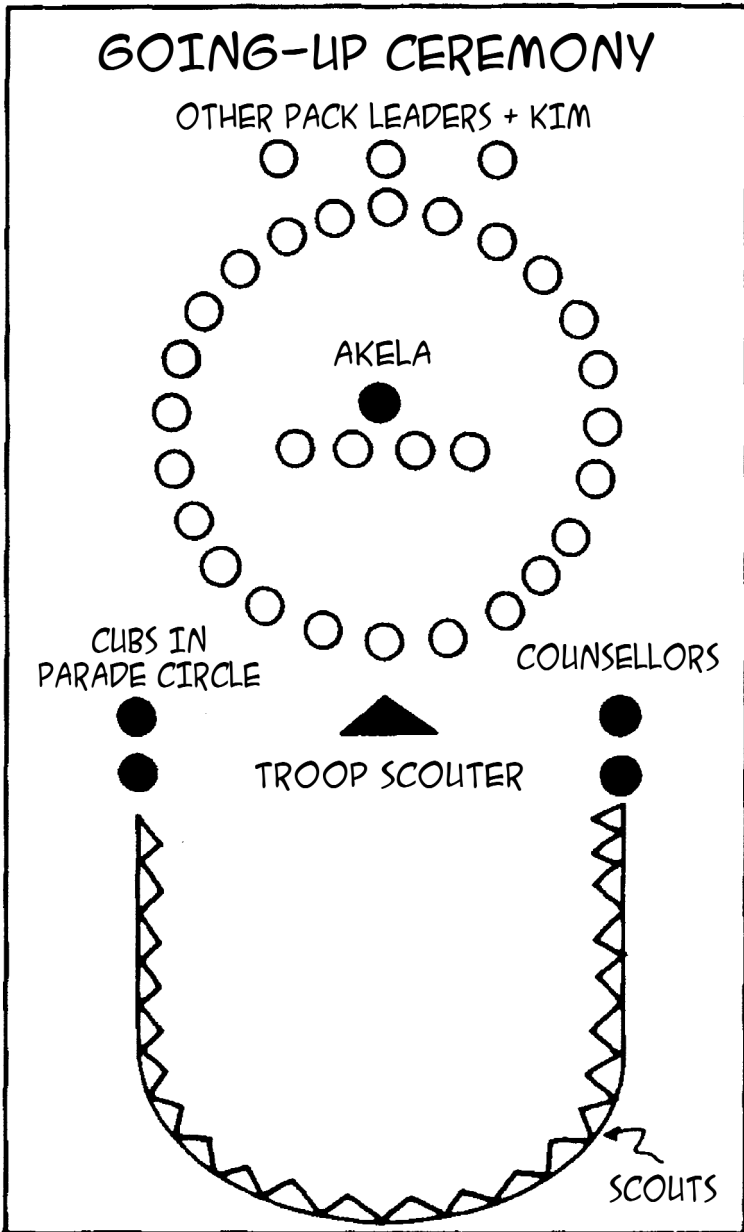 GOING-UP CEREMONY
OTHER PACK LEADERS + KIM
AKELA
CUBS IN
PARADE CIRCLE
COUNSELLORS
TROOP SCOUTER
SCOUTS